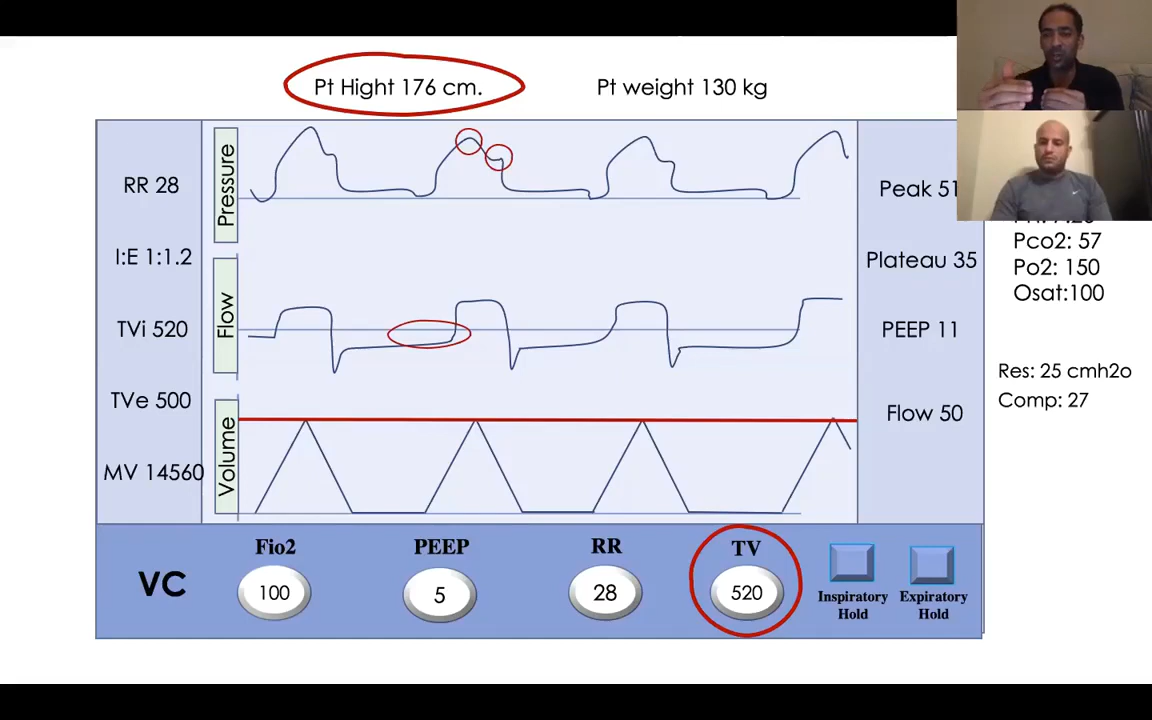 Pt Hight 176 cm.
Pt weight 130 kg
RR 28
I:E 1:1.2
TVi 520
TVe 500
MV 14560
Pressure
Flow
Volume
Peak 51
Plateau 35
PEEP 11
Flow 50
Pco2: 57
Po2: 150
Osat:100
Res: 25 cmh2o
Comp: 27
VC
Fio2
100
PEEP
5
RR
28
TV
520
Inspiratory
Hold
Expiratory
Hold